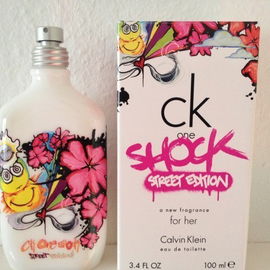 ck
one
SHOCK
STREET EDITION
a new fragrance
for her
Calvin Klein
eau de toilette
3.4 FL OZ 100 ml ℮